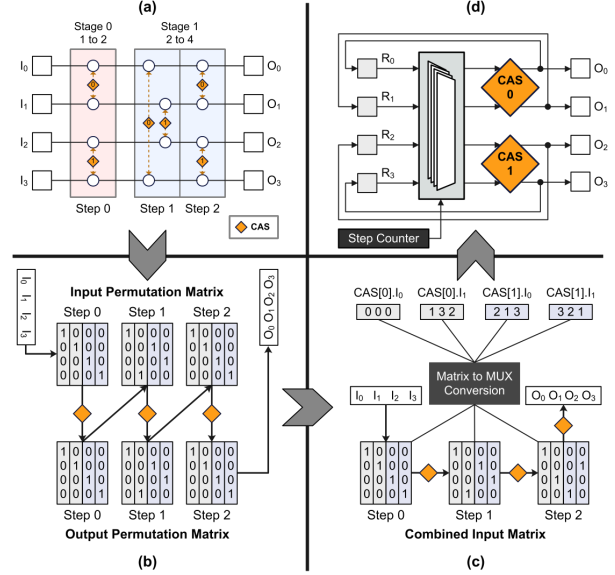 (a)
Stage 0
1 to 2
Stage 1
2 to 4
I0
I1
I2
I3
0
1
0
0
1
1
O0
O1
O2
O3
Step 0
Step 1
Step 2
CAS
(d)
R0
R1
R2
R3
CAS
0
CAS
1
O0
O1
O2
O3
Step Counter
I0 I1 I2 I3
Input Permutation Matrix
Step 0
Step 1
Step 2
O0 O1 O2 O3
Step 0
Step 1
Step 2
Output Permutation Matrix
(b)
CAS[0].I0
CAS[0].I1
CAS[1].I0
CAS[1].I1
0 0 0
1 3 2
2 1 3
3 2 1
Matrix to MUX
Conversion
I0 I1 I2 I3
O0 O1 O2 O3
Step 0
Step 1
Step 2
Combined Input Matrix
(c)